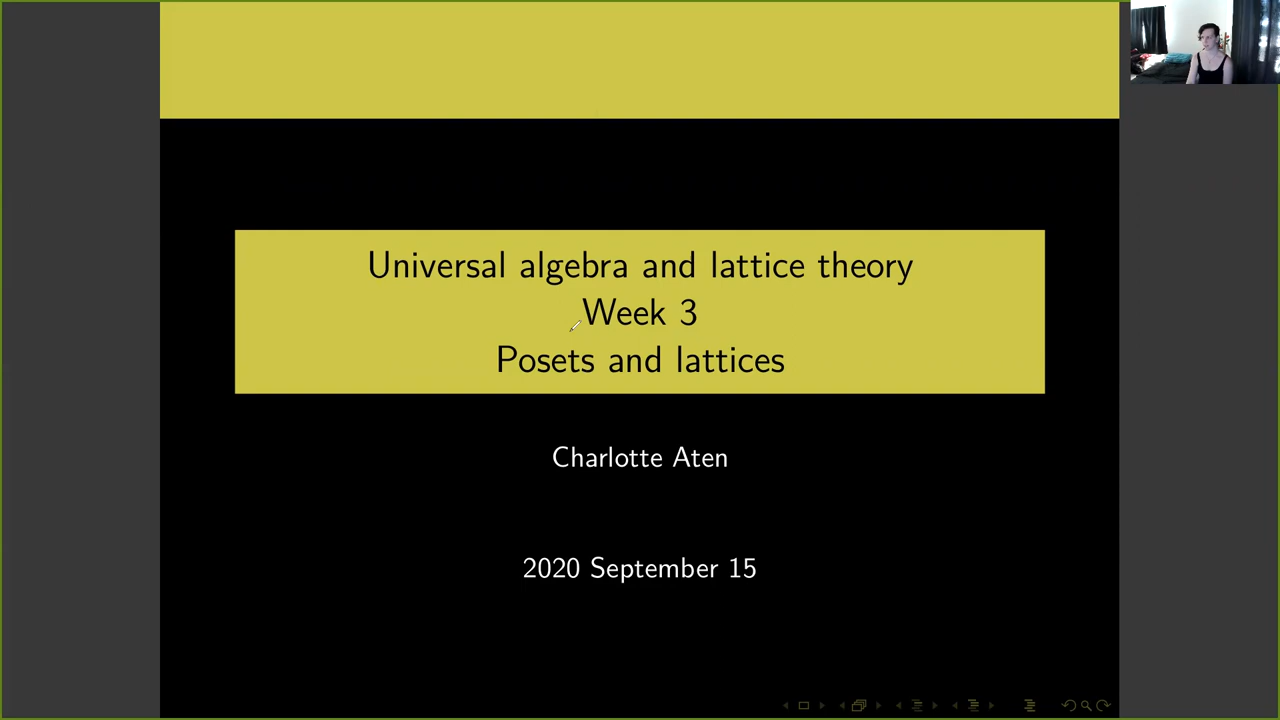 Universal algebra and lattice theory
Week 3
Posets and lattices
Charlotte Aten
2020 September 15